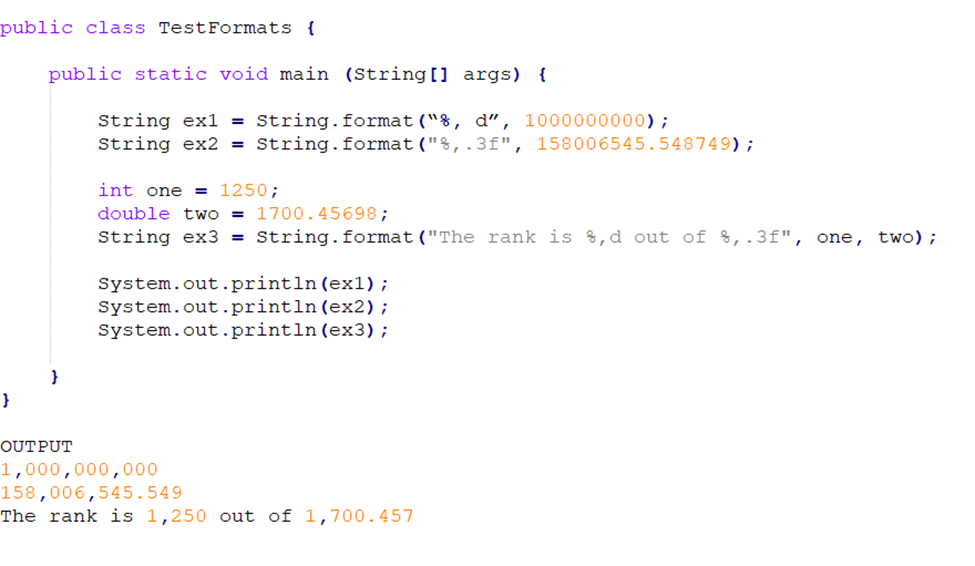 public class TestFormats {
public static void main (String[] args) {
String ex1 = String.format(“%, d”, 1000000000);
String ex2 = String.format("%,.3f", 158006545.548749);
int one = 1250;
double two = 1700.45698;
String ex3 = String.format("The rank is %,d out of %,.3f", one, two);
System.out.println(ex1);
System.out.println(ex2);
System.out.println(ex3);
}
}
OUTPUT
1,000,000,000
158,006,545.549
The rank is 1,250 out of 1,700.457